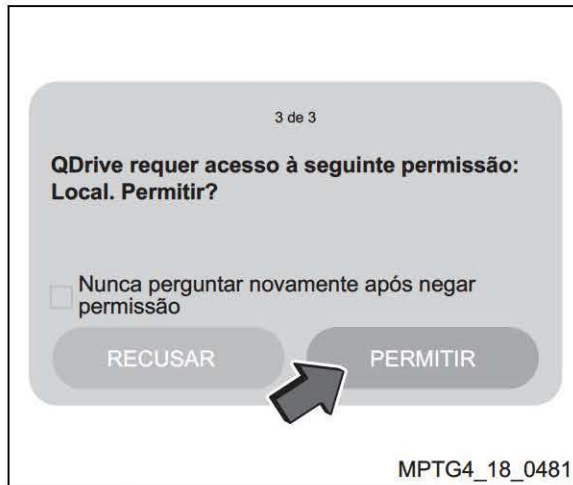 3 de 3
QDrive requer acesso à seguinte permissão:
Local. Permitir?
Nunca perguntar novamente após negar
permissão
RECUSAR PERMITIR
MPTG4_18_0481